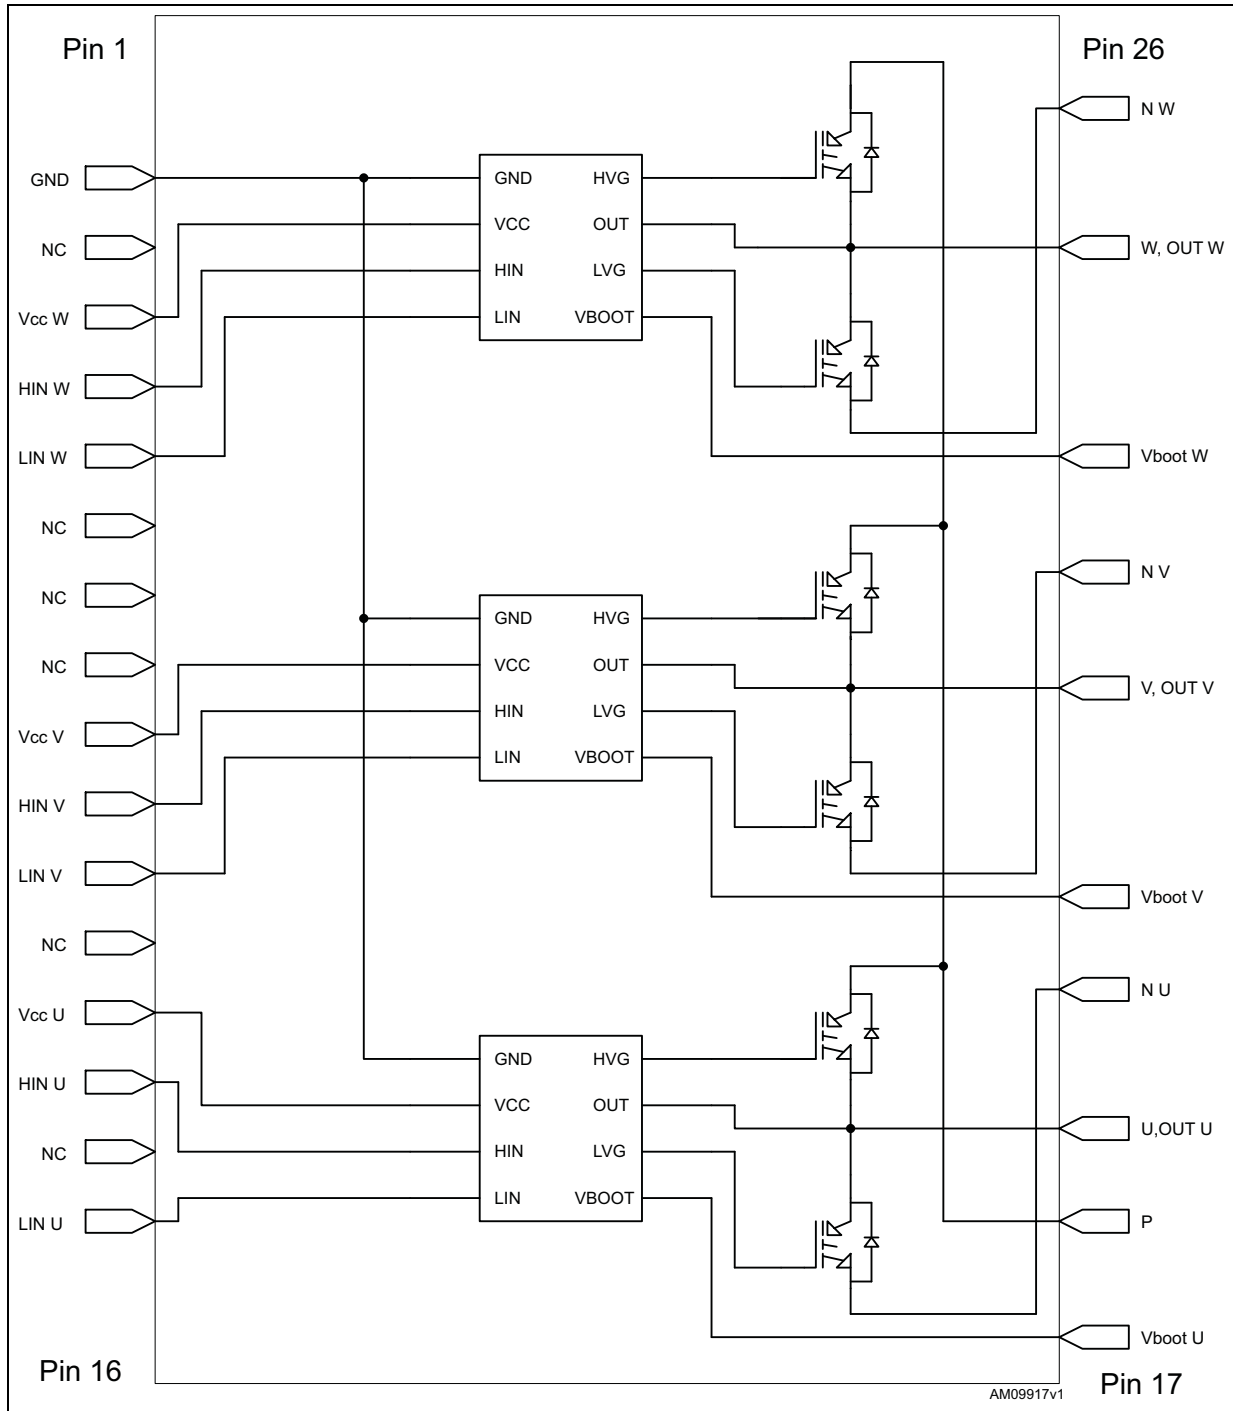 Pin 1
Pin 26
GND
NC
Vcc W
HIN W
LIN W
NC
NC
NC
Vcc V
HIN V
LIN V
NC
Vcc U
HIN U
NC
LIN U
Pin 16
GND HVG
VCC OUT
HIN LVG
LIN VBOOT
GND HVG
VCC OUT
HIN LVG
LIN VBOOT
GND HVG
VCC OUT
HIN LVG
LIN VBOOT
N W
W, OUT W
Vboot W
N V
V, OUT V
Vboot V
N U
U,OUT U
P
Vboot U
Pin 17
AM09917v1